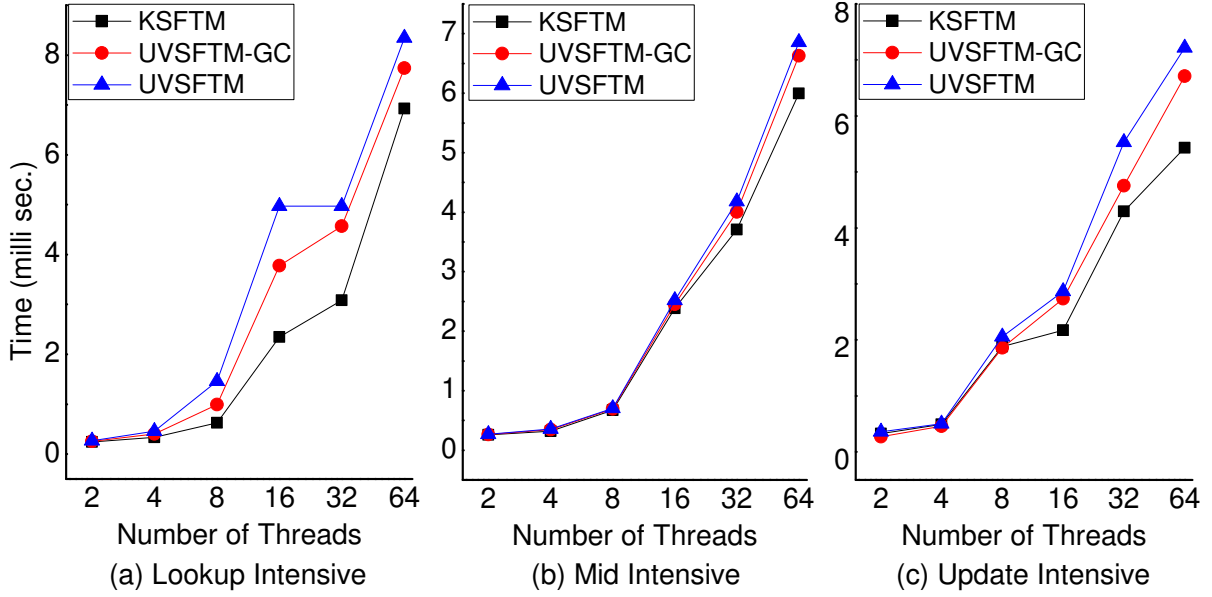 KSFTM
UVSFTM-GC
UVSFTM
Time (milli sec.)
8
6
4
2
0
2 4 8 16 32 64
Number of Threads
(a) Lookup Intensive
KSFTM
UVSFTM-GC
UVSFTM
7
6
5
4
3
2
1
0
2 4 8 16 32 64
Number of Threads
(b) Mid Intensive
KSFTM
UVSFTM-GC
UVSFTM
8
6
4
2
0
2 4 8 16 32 64
Number of Threads
(c) Update Intensive